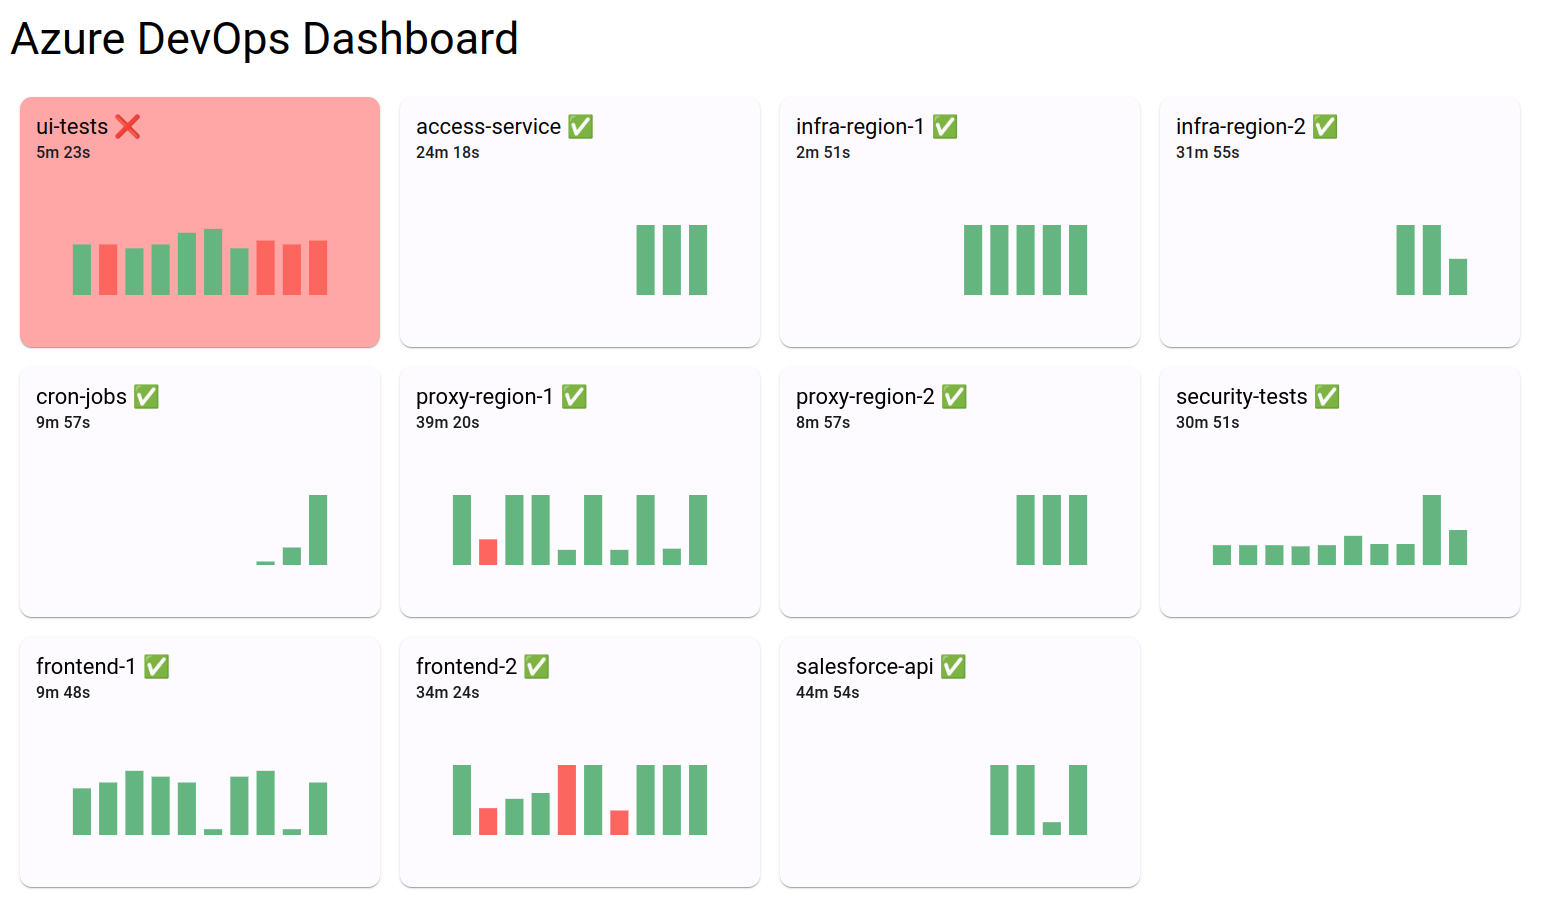 Azure DevOps Dashboard
ui-tests ❌
5m 23s
access-service ✅
24m 18s
infra-region-1 ✅
2m 51s
infra-region-2 ✅
31m 55s
cron-jobs ✅
9m 57s
proxy-region-1 ✅
39m 20s
proxy-region-2 ✅
8m 57s
security-tests ✅
30m 51s
frontend-1 ✅
9m 48s
frontend-2 ✅
34m 24s
salesforce-api ✅
44m 54s